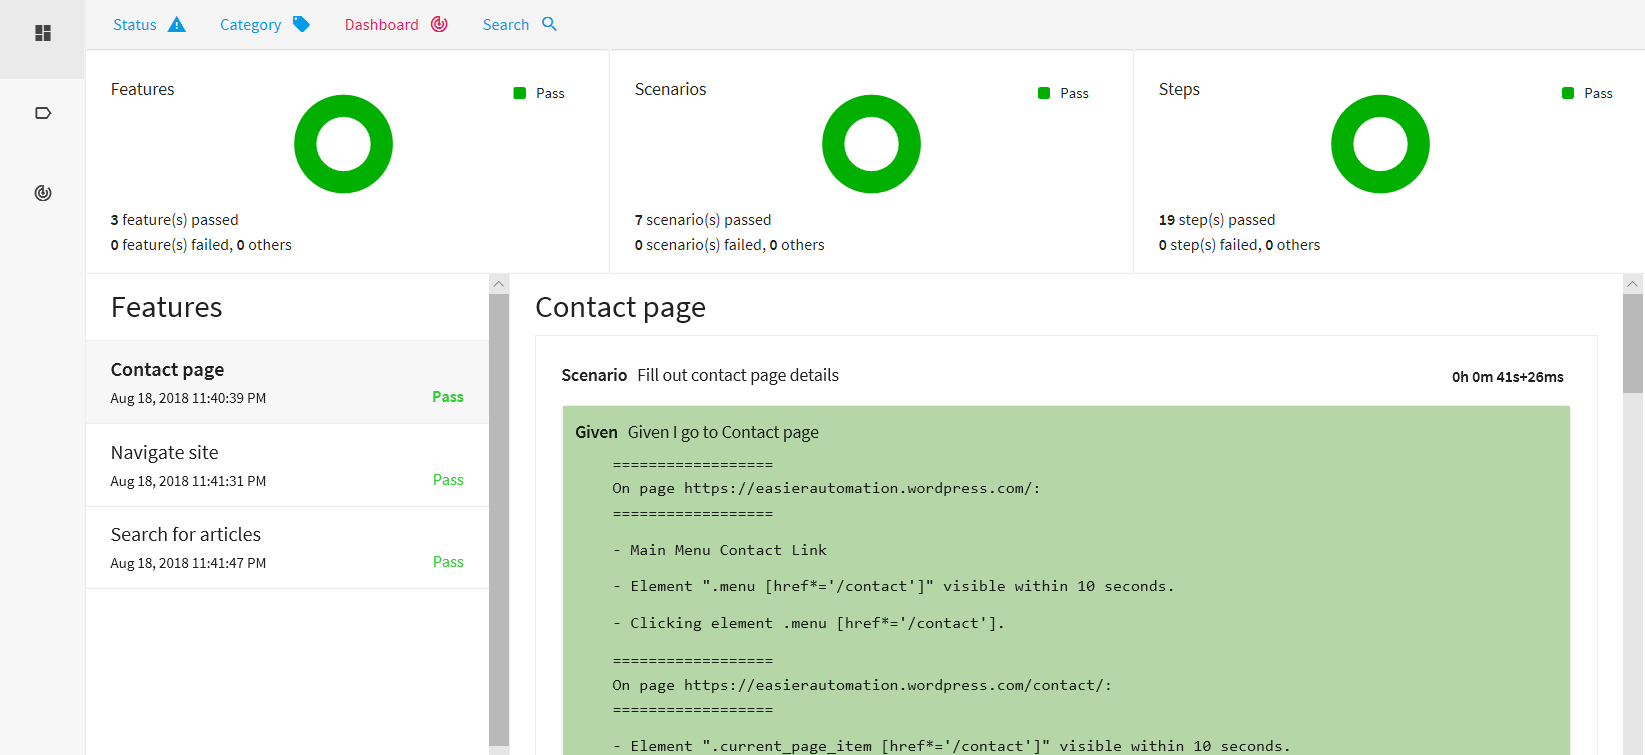 Status Category Dashboard Search
Features
Pass
3 feature(s) passed
0 feature(s) failed, 0 others
Scenarios
Pass
7 scenario(s) passed
0 scenario(s) failed, 0 others
Steps
Pass
19 step(s) passed
0 step(s) failed, 0 others
Features
Contact page
Aug 18, 2018 11:40:39 PM Pass
Navigate site
Aug 18, 2018 11:41:31 PM Pass
Search for articles
Aug 18, 2018 11:41:47 PM Pass
Contact page
Scenario Fill out contact page details 0h 0m 41s+26ms
Given Given I go to Contact page
==================
On page https://easierautomation.wordpress.com/:
==================
- Main Menu Contact Link
- Element ".menu [href*='/contact']" visible within 10 seconds.
- Clicking element .menu [href*='/contact'].
==================
On page https://easierautomation.wordpress.com/contact/:
==================
- Element ".current_page_item [href*='/contact']" visible within 10 seconds.